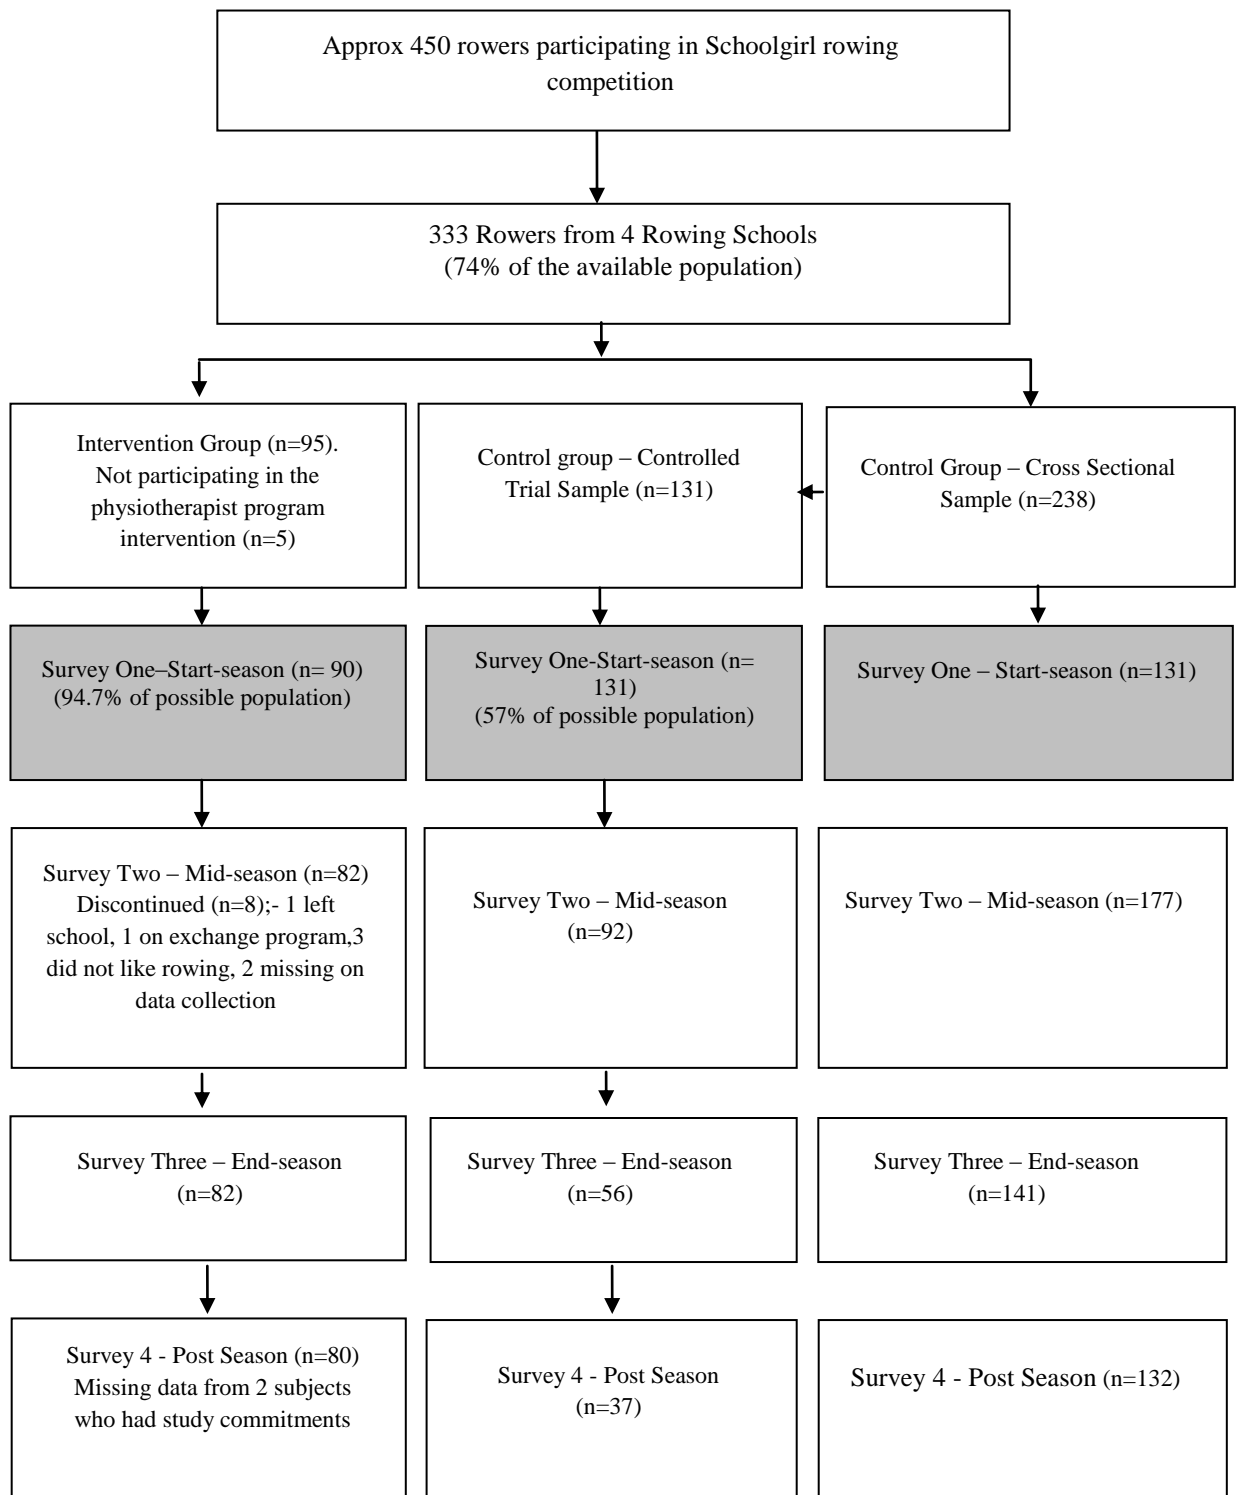 Approx 450 rowers participating in Schoolgirl rowing
competition
333 Rowers from 4 Rowing Schools
(74% of the available population)
Intervention Group (n=95).
Not participating in the
physiotherapist program
intervention (n=5)
Control group – Controlled
Trial Sample (n=131)
Control Group – Cross Sectional
Sample (n=238)
Survey One–Start-season (n= 90)
(94.7% of possible population)
Survey One-Start-season (n=
131)
(57% of possible population)
Survey One – Start-season (n=131)
Survey Two – Mid-season (n=82)
Discontinued (n=8);- 1 left
school, 1 on exchange program,3
did not like rowing, 2 missing on
data collection
Survey Two – Mid-season
(n=92)
Survey Two – Mid-season (n=177)
Survey Three – End-season
(n=82)
Survey Three – End-season
(n=56)
Survey Three – End-season
(n=141)
Survey 4 - Post Season (n=80)
Missing data from 2 subjects
who had study commitments
Survey 4 - Post Season
(n=37)
Survey 4 - Post Season (n=132)